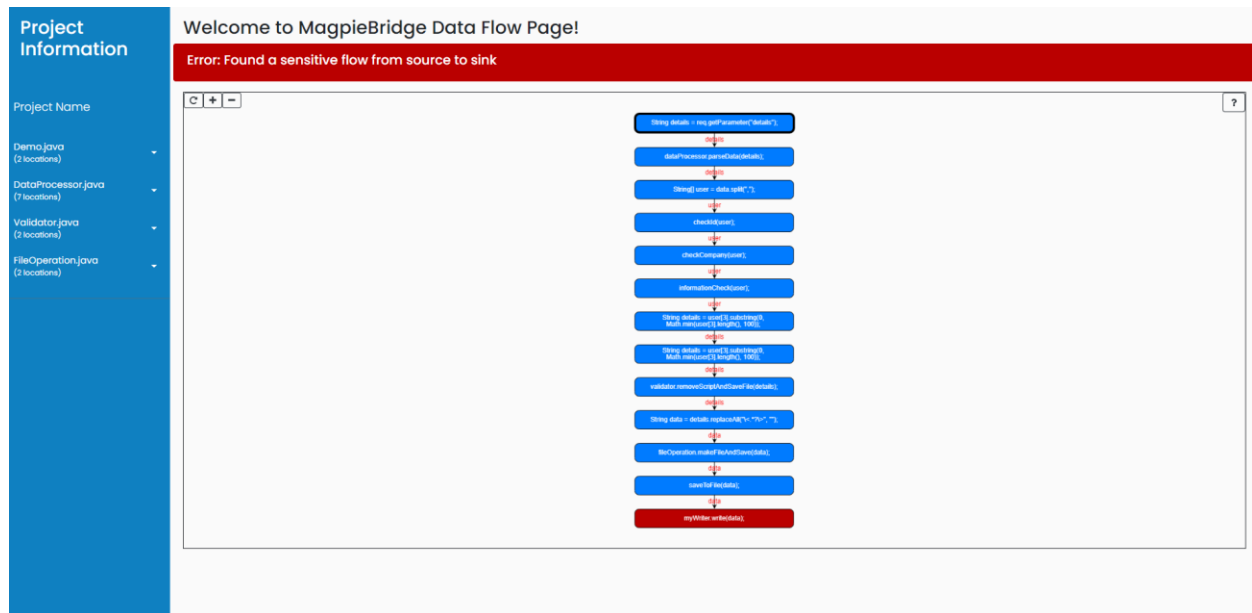 Project
Information
Project Name
Demo.java
(2 locations)
DataProcessor.java
(7 locations)
Validator.java
(2 locations)
FileOperation.java
(2 locations)
Welcome to MagpieBridge Data Flow Page!
Error: Found a sensitive flow from source to sink
+
−
?
String details = req.getParameter("details");
details
dataProcessor.parseData(details);
details
String[] user = data.split(",");
user
checkId(user);
user
checkCompany(user);
user
informationCheck(user);
user
String details = user[3].substring(0,
Math.min(user[3].length(), 100));
details
String details = user[3].substring(0,
Math.min(user[3].length(), 100));
details
validator.removeScriptAndSaveFile(details);
details
String data = details.replaceAll("\<.*?\>", "");
data
fileOperation.makeFileAndSave(data);
data
saveToFile(data);
data
myWriter.write(data);